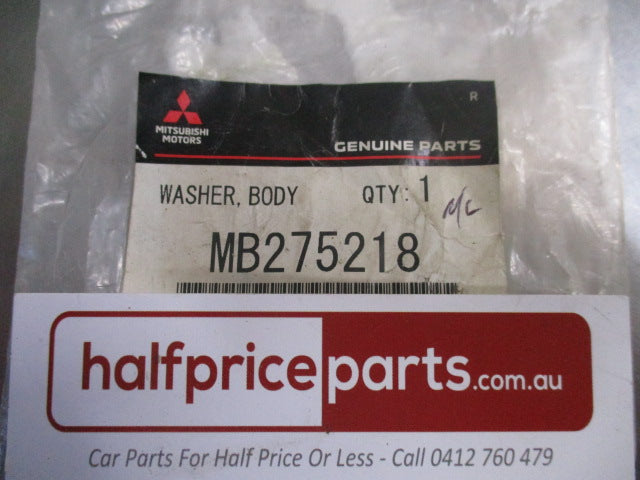 R
MITSUBISHI
MOTORS
GENUINE PARTS
WASHER, BODY QTY: 1
MB275218
halfpriceparts.com.au
Car Parts For Half Price Or Less - Call 0412 760 479